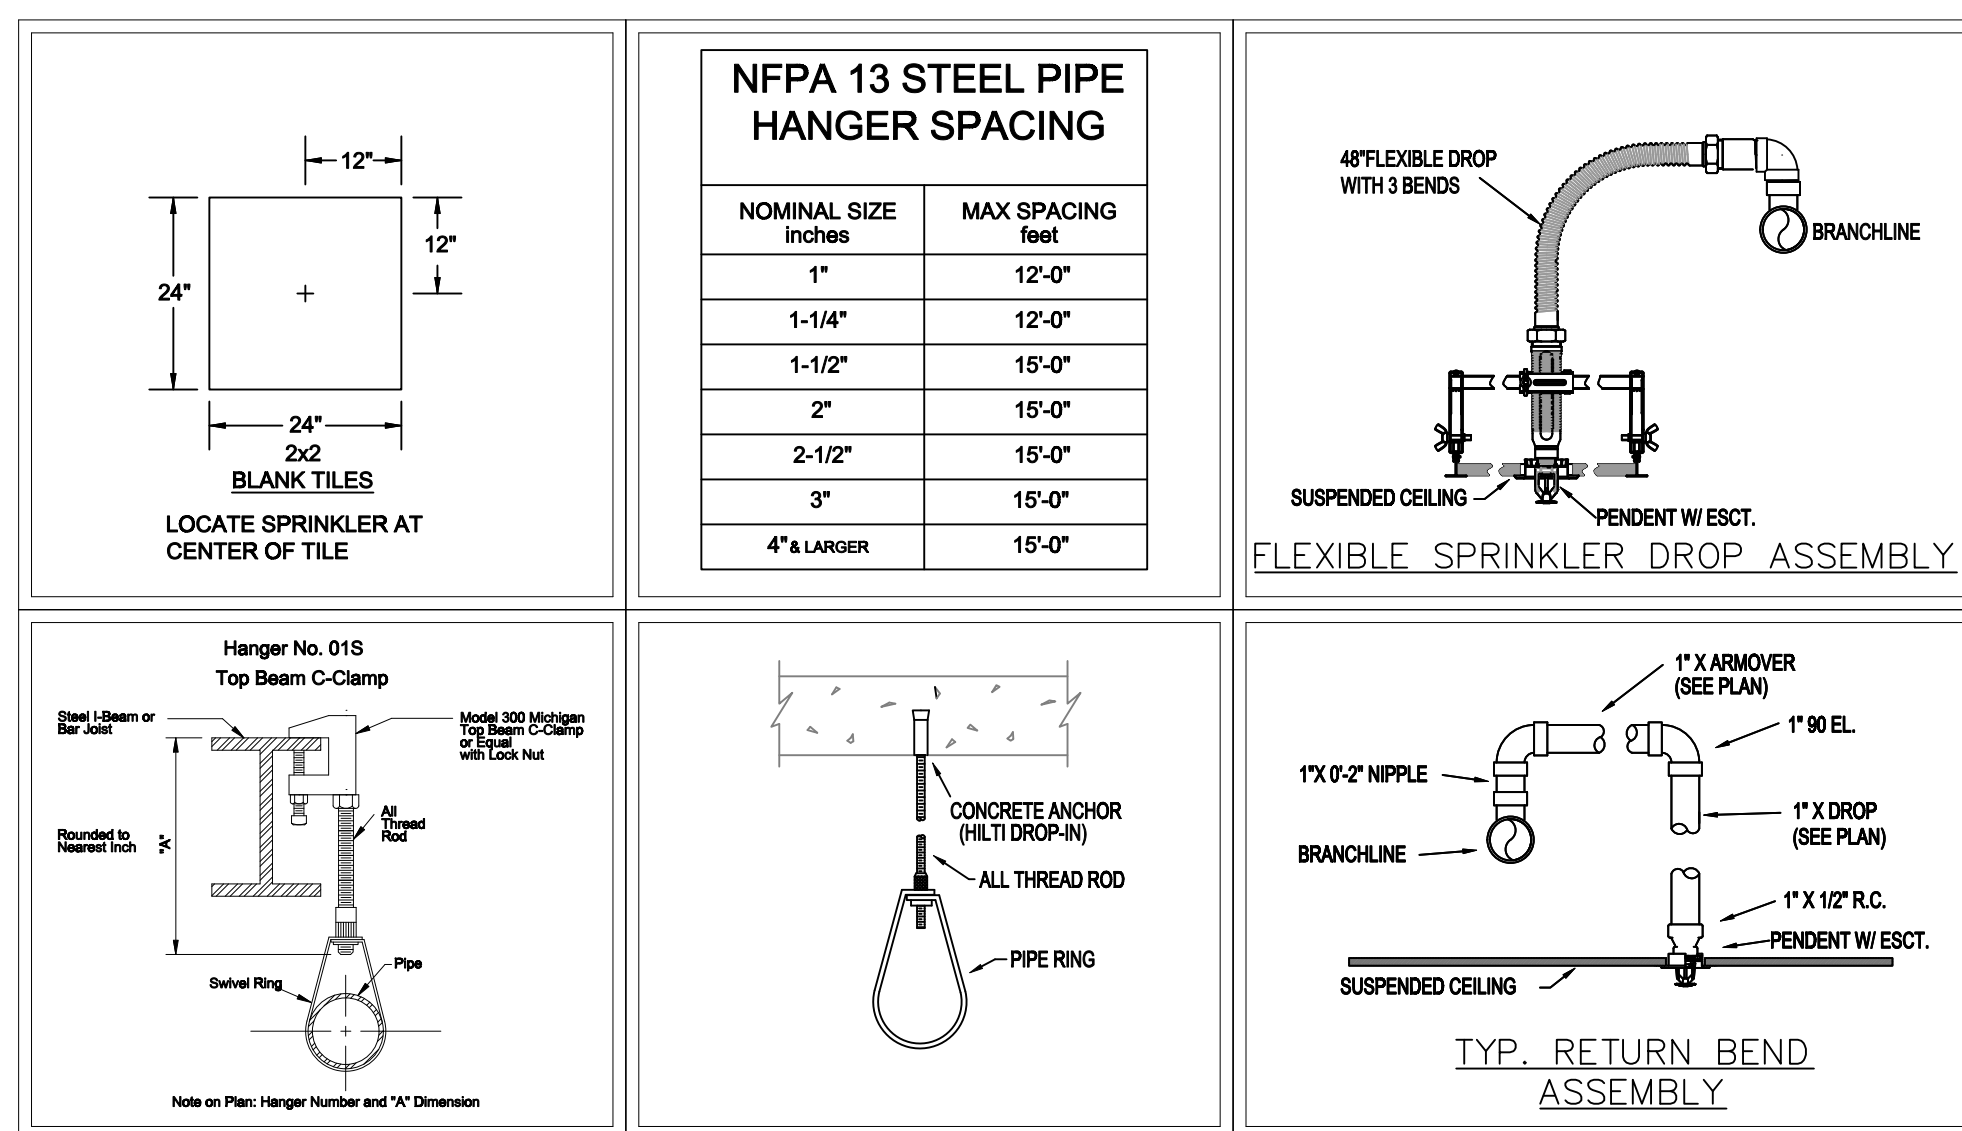 12"
12"
24"
24"
2x2
BLANK TILES
LOCATE SPRINKLER AT
CENTER OF TILE
NFPA 13 STEEL PIPE
HANGER SPACING
NOMINAL SIZE
inches
MAX SPACING
feet
1" 12'-0"
1-1/4" 12'-0"
1-1/2" 15'-0"
2" 15'-0"
2-1/2" 15'-0"
3" 15'-0"
4" & LARGER 15'-0"
48"FLEXIBLE DROP
WITH 3 BENDS
BRANCHLINE
SUSPENDED CEILING
PENDENT W/ ESCT.
FLEXIBLE SPRINKLER DROP ASSEMBLY
Hanger No. 01S
Top Beam C-Clamp
Steel I-Beam or
Bar Joist
Model 300 Michigan
Top Beam C-Clamp
or Equal
with Lock Nut
All
Thread
Rod
Rounded to
Nearest Inch
"A"
Pipe
Swivel Ring
Note on Plan: Hanger Number and "A" Dimension
CONCRETE ANCHOR
(HILTI DROP-IN)
ALL THREAD ROD
PIPE RING
1" X ARMOVER
(SEE PLAN)
1" 90 EL.
1"X 0'-2" NIPPLE
1" X DROP
(SEE PLAN)
BRANCHLINE
1" X 1/2" R.C.
PENDENT W/ ESCT.
SUSPENDED CEILING
TYP. RETURN BEND
ASSEMBLY